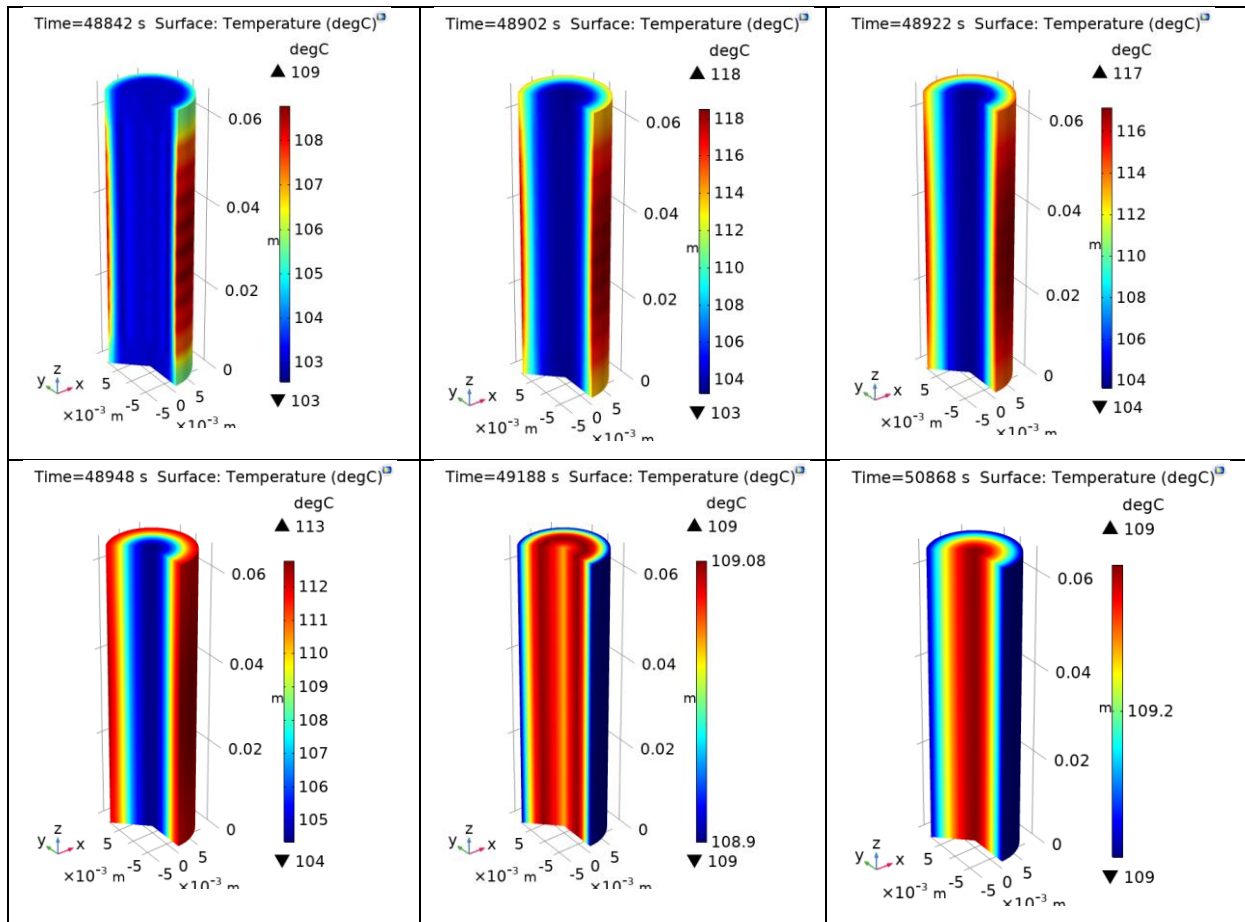 Time=48842 s Surface: Temperature (degC)
degC
▲ 109
108
107
106
105
104
103
▼ 103
0.06
0.04
m
0.02
0
5
0
-5
5
-5
×10⁻³ m
×10⁻³ m
y z x
Time=48902 s Surface: Temperature (degC)
degC
▲ 118
118
116
114
112
110
108
106
104
▼ 103
0.06
0.04
m
0.02
0
5
0
-5
5
-5
×10⁻³ m
×10⁻³ m
y z x
Time=48922 s Surface: Temperature (degC)
degC
▲ 117
116
114
112
110
108
106
104
▼ 104
0.06
0.04
m
0.02
0
5
0
-5
5
-5
×10⁻³ m
×10⁻³ m
y z x
Time=48948 s Surface: Temperature (degC)
degC
▲ 113
112
111
110
109
108
107
106
105
▼ 104
0.06
0.04
m
0.02
0
5
0
-5
5
-5
×10⁻³ m
×10⁻³ m
y z x
Time=49188 s Surface: Temperature (degC)
degC
▲ 109
109.08
108.9
▼ 109
0.06
0.04
m
0.02
0
5
0
-5
5
-5
×10⁻³ m
×10⁻³ m
y z x
Time=50868 s Surface: Temperature (degC)
degC
▲ 109
109.2
▼ 109
0.06
0.04
m
0.02
0
5
0
-5
5
-5
×10⁻³ m
×10⁻³ m
y z x